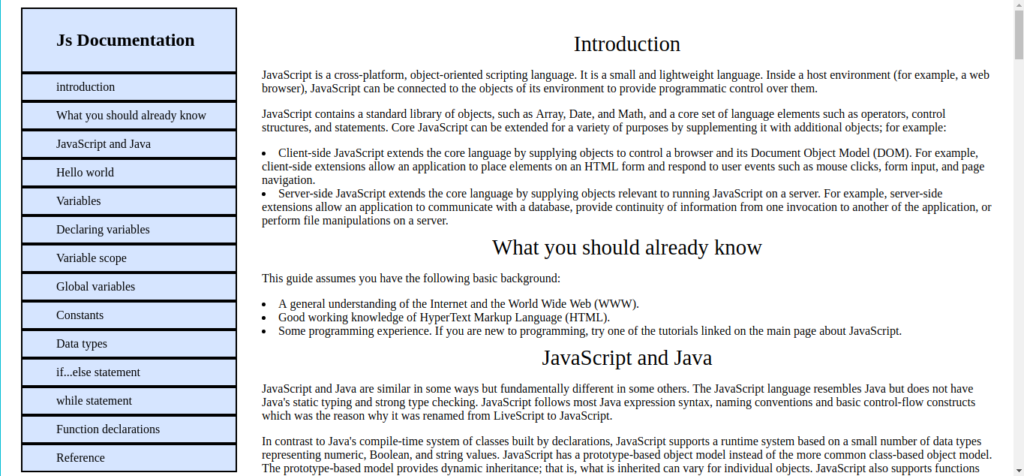 Js Documentation
introduction
What you should already know
JavaScript and Java
Hello world
Variables
Declaring variables
Variable scope
Global variables
Constants
Data types
if...else statement
while statement
Function declarations
Reference
Introduction
JavaScript is a cross-platform, object-oriented scripting language. It is a small and lightweight language. Inside a host environment (for example, a web
browser), JavaScript can be connected to the objects of its environment to provide programmatic control over them.
JavaScript contains a standard library of objects, such as Array, Date, and Math, and a core set of language elements such as operators, control
structures, and statements. Core JavaScript can be extended for a variety of purposes by supplementing it with additional objects; for example:
• Client-side JavaScript extends the core language by supplying objects to control a browser and its Document Object Model (DOM). For example,
client-side extensions allow an application to place elements on an HTML form and respond to user events such as mouse clicks, form input, and page
navigation.
• Server-side JavaScript extends the core language by supplying objects relevant to running JavaScript on a server. For example, server-side
extensions allow an application to communicate with a database, provide continuity of information from one invocation to another of the application, or
perform file manipulations on a server.
What you should already know
This guide assumes you have the following basic background:
• A general understanding of the Internet and the World Wide Web (WWW).
• Good working knowledge of HyperText Markup Language (HTML).
• Some programming experience. If you are new to programming, try one of the tutorials linked on the main page about JavaScript.
JavaScript and Java
JavaScript and Java are similar in some ways but fundamentally different in some others. The JavaScript language resembles Java but does not have
Java's static typing and strong type checking. JavaScript follows most Java expression syntax, naming conventions and basic control-flow constructs
which was the reason why it was renamed from LiveScript to JavaScript.
In contrast to Java's compile-time system of classes built by declarations, JavaScript supports a runtime system based on a small number of data types
representing numeric, Boolean, and string values. JavaScript has a prototype-based object model instead of the more common class-based object model.
The prototype-based model provides dynamic inheritance; that is, what is inherited can vary for individual objects. JavaScript also supports functions